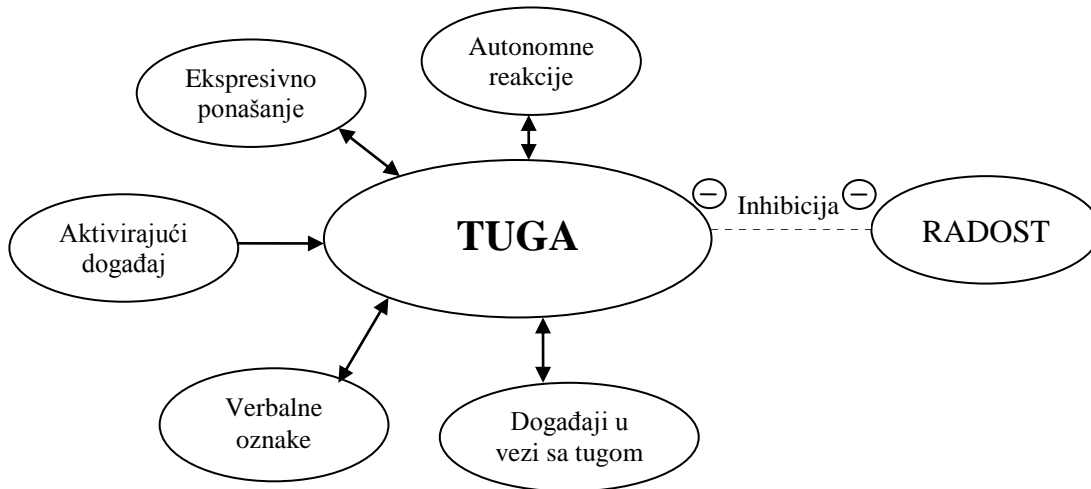 Autonomne
reakcije
Ekspresivno
ponašanje
Inhibicija
TUGA
RADOST
Aktivirajući
događaj
Verbalne
oznake
Događaji u
vezi sa tugom